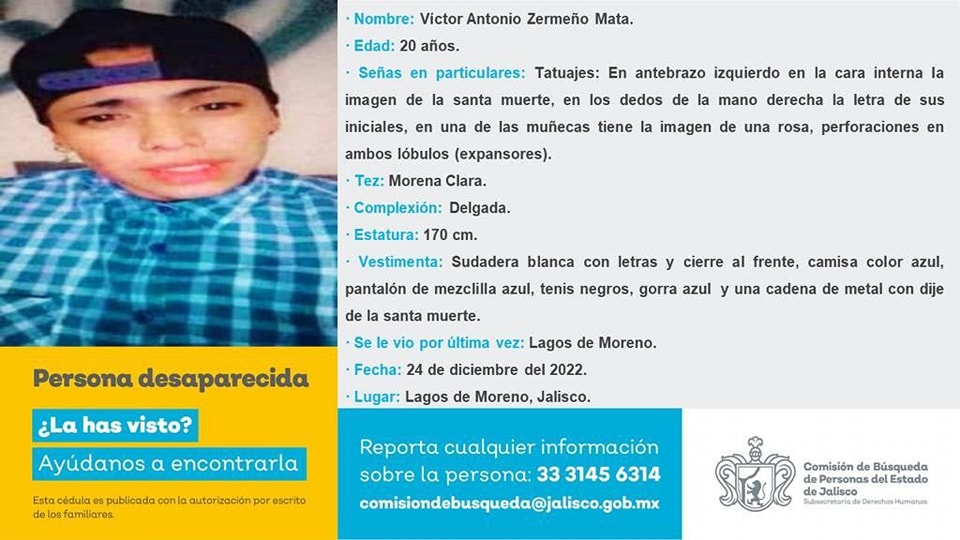 · Nombre: Víctor Antonio Zermeño Mata.
· Edad: 20 años.
· Señas en particulares: Tatuajes: En antebrazo izquierdo en la cara interna la
imagen de la santa muerte, en los dedos de la mano derecha la letra de sus
iniciales, en una de las muñecas tiene la imagen de una rosa, perforaciones en
ambos lóbulos (expansores).
· Tez: Morena Clara.
· Complexión: Delgada.
· Estatura: 170 cm.
· Vestimenta: Sudadera blanca con letras y cierre al frente, camisa color azul,
pantalón de mezclilla azul, tenis negros, gorra azul y una cadena de metal con dije
de la santa muerte.
· Se le vio por última vez: Lagos de Moreno.
· Fecha: 24 de diciembre del 2022.
· Lugar: Lagos de Moreno, Jalisco.
Persona desaparecida
¿La has visto?
Ayúdanos a encontrarla
Esta cédula es publicada con la autorización por escrito
de los familiares.
Reporta cualquier información
sobre la persona: 33 3145 6314
comisiondebusqueda@jalisco.gob.mx
Comisión de Búsqueda
de Personas del Estado
de Jalisco
Subsecretaría de Derechos Humanos